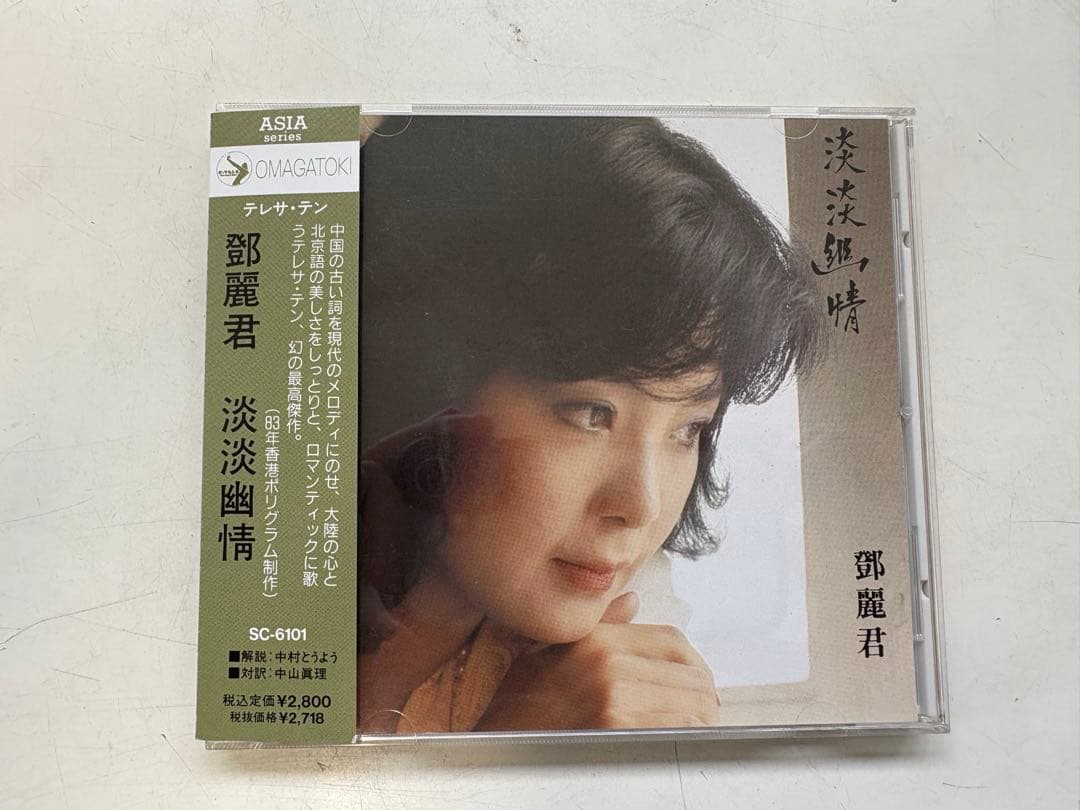 ASIA
series
OMAGATOKI
テレサ・テン
鄧麗君 淡淡幽情
中国の古い詞を現代のメロディにのせ、大陸の心と
北京語の美しさをしっとりと、ロマンティックに歌
うテレサ・テン、幻の最高傑作。
(83年香港ポリグラム制作)
SC-6101
■解説：中村とうよう
■対訳：中山眞理
税込定価¥2,800
税抜価格¥2,718
淡淡幽情
鄧麗君